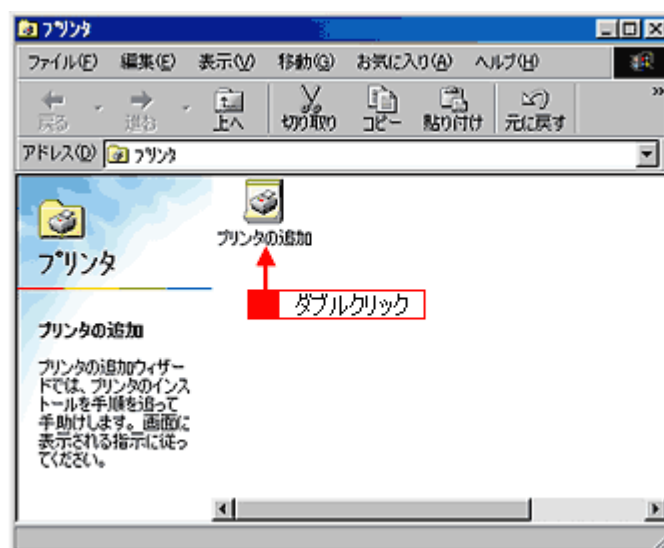 プリンタ
ファイル(F) 編集(E) 表示(V) 移動(G) お気に入り(A) ヘルプ(H)
戻る 進む 上へ 切り取り コピー 貼り付け 元に戻す
アドレス(D) プリンタ
プリンタの追加
ダブルクリック
プリンタ
プリンタの追加
プリンタの追加ウィザー
ドでは、プリンタのインス
トールを手順を追って
手助けします。画面に
表示される指示に従っ
てください。